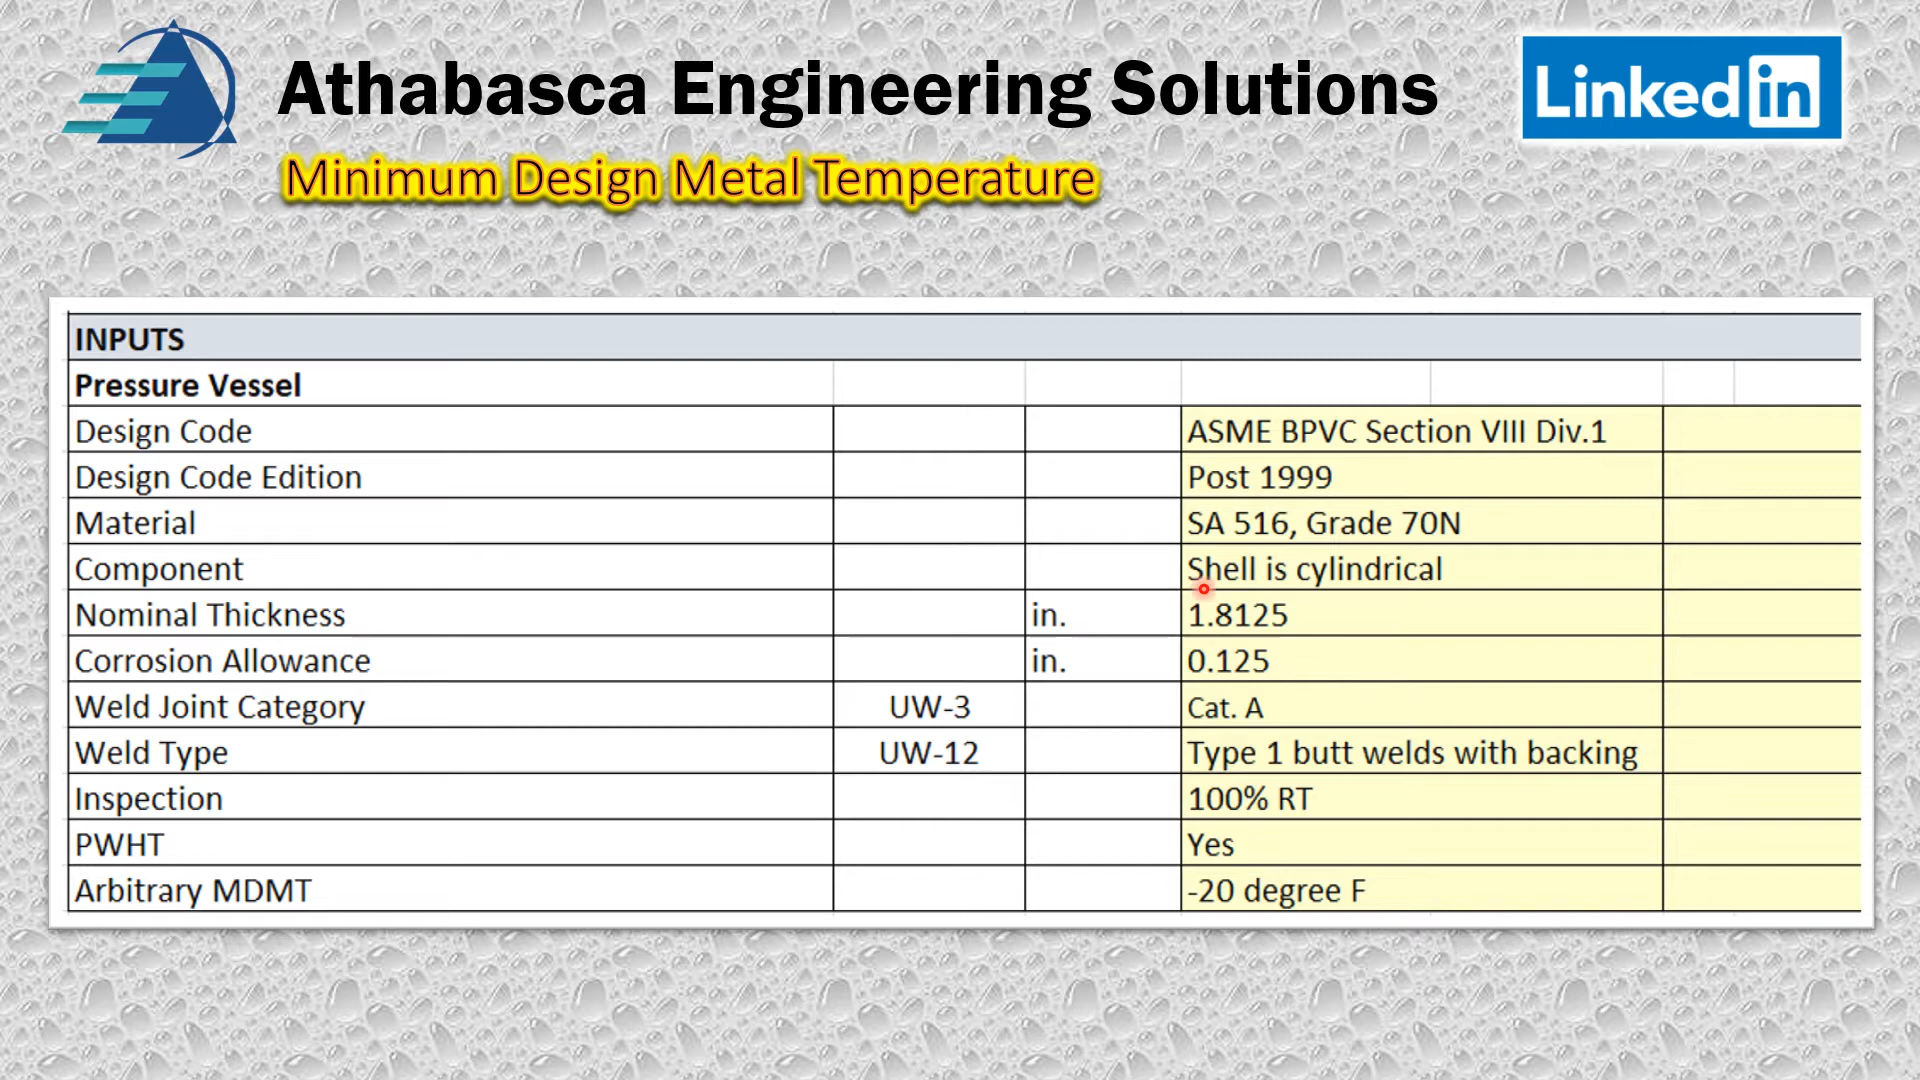 Athabasca Engineering Solutions
Linked in
Minimum Design Metal Temperature
INPUTS
Pressure Vessel
Design Code ASME BPVC Section VIII Div.1
Design Code Edition Post 1999
Material SA 516, Grade 70N
Component Shell is cylindrical
Nominal Thickness in. 1.8125
Corrosion Allowance in. 0.125
Weld Joint Category UW-3 Cat. A
Weld Type UW-12 Type 1 butt welds with backing
Inspection 100% RT
PWHT Yes
Arbitrary MDMT -20 degree F